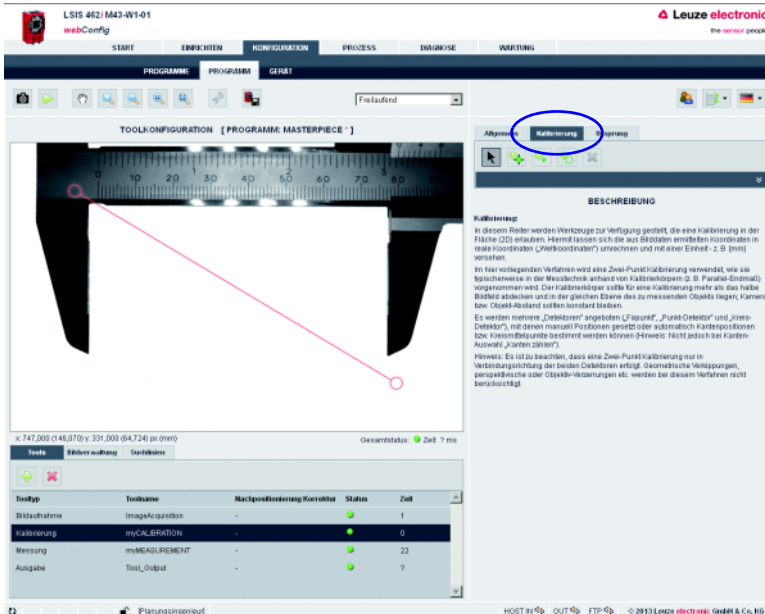 LSIS 462i M43-W1-01
webConfig
Leuze electronic
the sensor people
START EINRICHTEN KONFIGURATION PROZESS DIAGNOSE WARTUNG
PROGRAMME PROGRAMM GERÄT
Freilaufend
TOOLKONFIGURATION [ PROGRAMM: MASTERPIECE * ]
0 10 20 30 40 50 60 70 80
x: 747,000 (146,070) y: 331,000 (64,724) px (mm)
Gesamtstatus: Zeit: ? ms
Tools Bildverwaltung Suchlinien
Tooltyp Toolname Nachpositionierung Korrektur Status Zeit
Bildaufnahme ImageAcquisition - 1
Kalibrierung myCALIBRATION - 0
Messung myMEASUREMENT - 22
Ausgabe Tool_Output - ?
Allgemein Kalibrierung Ursprung
BESCHREIBUNG
Kalibrierung:
In diesem Reiter werden Werkzeuge zur Verfügung gestellt, die eine Kalibrierung in der
Fläche (2D) erlauben. Hiermit lassen sich die aus Bilddaten ermittelten Koordinaten in
reale Koordinaten („Weltkoordinaten") umrechnen und mit einer Einheit - z. B. [mm]
versehen.
Im hier vorliegenden Verfahren wird eine Zwei-Punkt Kalibrierung verwendet, wie sie
typischerweise in der Messtechnik anhand von Kalibrierkörpern (z. B. Parallel-Endmaß)
vorgenommen wird. Der Kalibrierkörper sollte für eine Kalibrierung mehr als das halbe
Bildfeld abdecken und in der gleichen Ebene des zu messenden Objekts liegen; Kamera
bzw. Objekt-Abstand sollten konstant bleiben.
Es werden mehrere „Detektoren" angeboten („Fixpunkt", „Punkt-Detektor" und „Kreis-
Detektor"), mit denen manuell Positionen gesetzt oder automatisch Kantenpositionen
bzw. Kreismittelpunkte bestimmt werden können (Hinweis: Nicht jedoch bei Kanten-
Auswahl „Kanten zählen").
Hinweis: Es ist zu beachten, dass eine Zwei-Punkt Kalibrierung nur in
Verbindungsrichtung der beiden Detektoren erfolgt. Geometrische Verkippungen,
perspektivische oder Objektiv-Verzerrungen etc. werden bei diesem Verfahren nicht
berücksichtigt.
[Planungsingenieur]
HOST IN OUT FTP © 2013 Leuze electronic GmbH & Co. KG